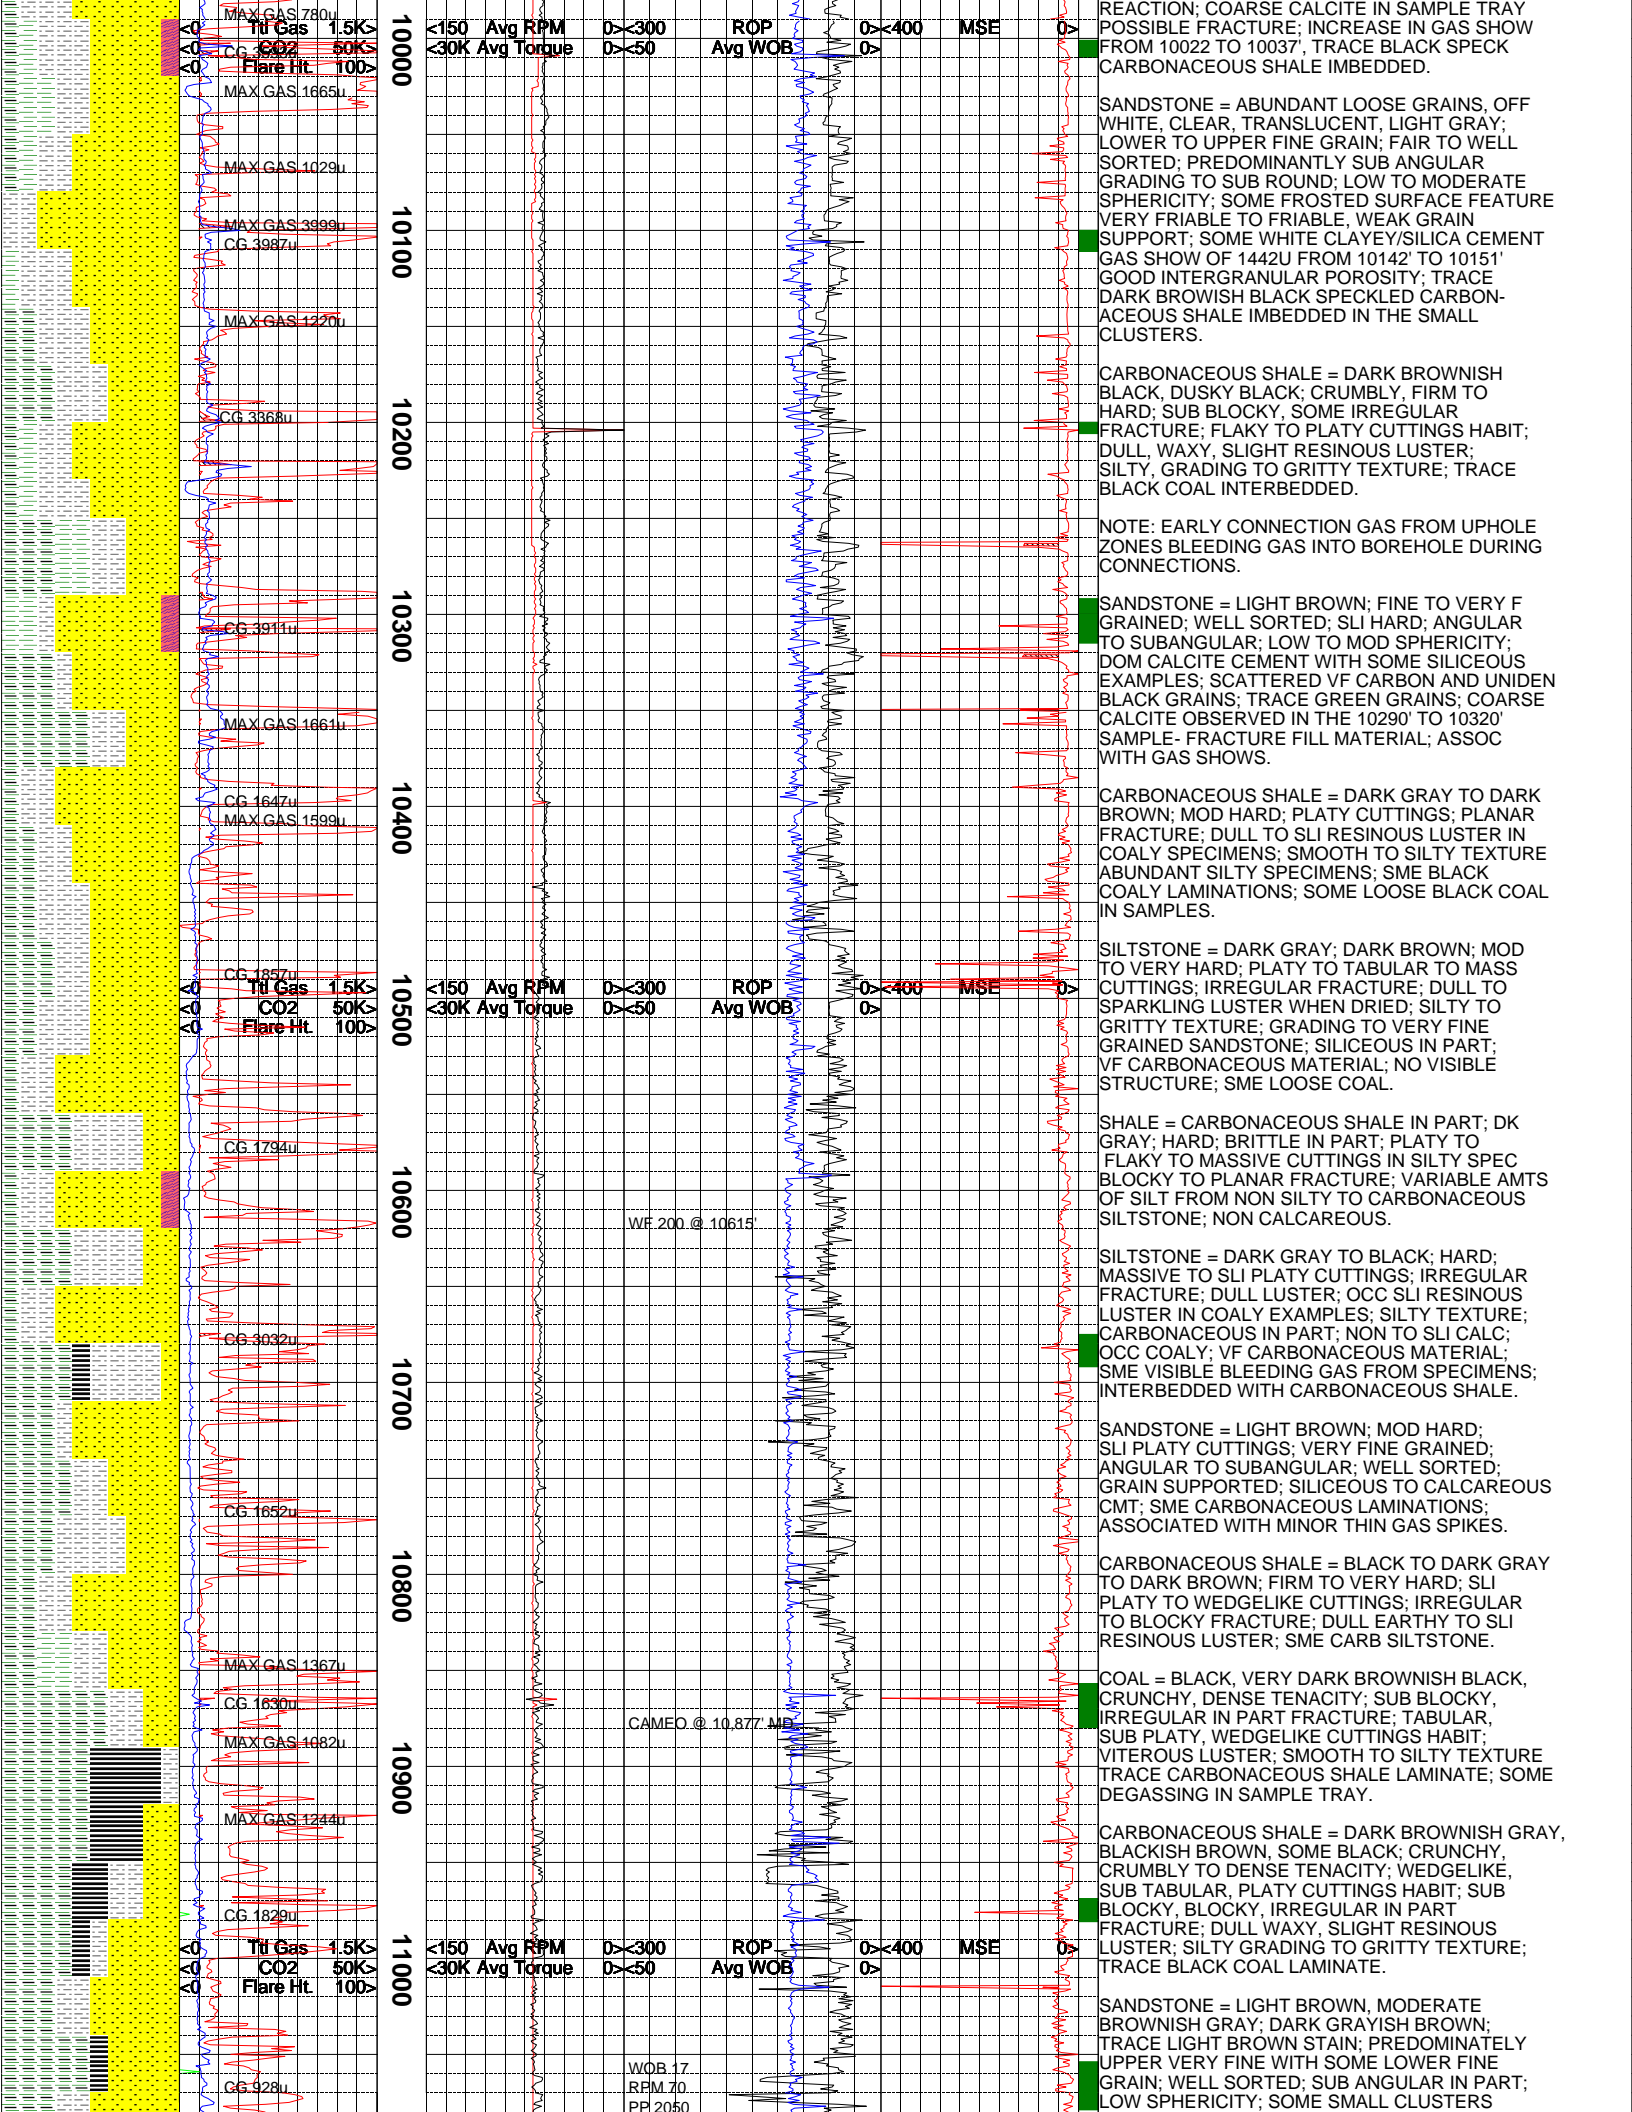 MAX GAS 780u
<0 Ttl Gas 1.5K>
<0 CO2 50K>
<0 Flare Ht. 100>
<150 Avg RPM 0>
<30K Avg Torque 0>
<300 ROP 0>
<50 Avg WOB 0>
<400 MSE 0>
10000
MAX GAS 1665u
MAX GAS 1029u
MAX GAS 3999u
CG 3987u
10100
MAX GAS 1220u
CG 3368u
10200
CG 3911u
10300
MAX GAS 1661u
CG 1647u
MAX GAS 1599u
10400
CG 1857u
<0 Ttl Gas 1.5K>
<0 CO2 50K>
<0 Flare Ht. 100>
<150 Avg RPM 0>
<30K Avg Torque 0>
<300 ROP 0>
<50 Avg WOB 0>
<400 MSE 0>
10500
CG 1794u
10600
WF 200 @ 10615'
CG 3032u
10700
CG 1652u
10800
MAX GAS 1367u
CG 1630u
CAMEO @ 10,877' MD
MAX GAS 1082u
10900
MAX GAS 1244u
CG 1829u
<0 Ttl Gas 1.5K>
<0 CO2 50K>
<0 Flare Ht. 100>
<150 Avg RPM 0>
<30K Avg Torque 0>
<300 ROP 0>
<50 Avg WOB 0>
<400 MSE 0>
11000
WOB 17
RPM 70
PP 2050
CG 928u
REACTION; COARSE CALCITE IN SAMPLE TRAY
POSSIBLE FRACTURE; INCREASE IN GAS SHOW
FROM 10022 TO 10037', TRACE BLACK SPECK
CARBONACEOUS SHALE IMBEDDED.
SANDSTONE = ABUNDANT LOOSE GRAINS, OFF
WHITE, CLEAR, TRANSLUCENT, LIGHT GRAY;
LOWER TO UPPER FINE GRAIN; FAIR TO WELL
SORTED; PREDOMINANTLY SUB ANGULAR
GRADING TO SUB ROUND; LOW TO MODERATE
SPHERICITY; SOME FROSTED SURFACE FEATURE
VERY FRIABLE TO FRIABLE, WEAK GRAIN
SUPPORT; SOME WHITE CLAYEY/SILICA CEMENT
GAS SHOW OF 1442U FROM 10142' TO 10151'
GOOD INTERGRANULAR POROSITY; TRACE
DARK BROWISH BLACK SPECKLED CARBON-
ACEOUS SHALE IMBEDDED IN THE SMALL
CLUSTERS.
CARBONACEOUS SHALE = DARK BROWNISH
BLACK, DUSKY BLACK; CRUMBLY, FIRM TO
HARD; SUB BLOCKY, SOME IRREGULAR
FRACTURE; FLAKY TO PLATY CUTTINGS HABIT;
DULL, WAXY, SLIGHT RESINOUS LUSTER;
SILTY, GRADING TO GRITTY TEXTURE; TRACE
BLACK COAL INTERBEDDED.
NOTE: EARLY CONNECTION GAS FROM UPHOLE
ZONES BLEEDING GAS INTO BOREHOLE DURING
CONNECTIONS.
SANDSTONE = LIGHT BROWN; FINE TO VERY F
GRAINED; WELL SORTED; SLI HARD; ANGULAR
TO SUBANGULAR; LOW TO MOD SPHERICITY;
DOM CALCITE CEMENT WITH SOME SILICEOUS
EXAMPLES; SCATTERED VF CARBON AND UNIDEN
BLACK GRAINS; TRACE GREEN GRAINS; COARSE
CALCITE OBSERVED IN THE 10290' TO 10320'
SAMPLE- FRACTURE FILL MATERIAL; ASSOC
WITH GAS SHOWS.
CARBONACEOUS SHALE = DARK GRAY TO DARK
BROWN; MOD HARD; PLATY CUTTINGS; PLANAR
FRACTURE; DULL TO SLI RESINOUS LUSTER IN
COALY SPECIMENS; SMOOTH TO SILTY TEXTURE
ABUNDANT SILTY SPECIMENS; SME BLACK
COALY LAMINATIONS; SOME LOOSE BLACK COAL
IN SAMPLES.
SILTSTONE = DARK GRAY; DARK BROWN; MOD
TO VERY HARD; PLATY TO TABULAR TO MASS
CUTTINGS; IRREGULAR FRACTURE; DULL TO
SPARKLING LUSTER WHEN DRIED; SILTY TO
GRITTY TEXTURE; GRADING TO VERY FINE
GRAINED SANDSTONE; SILICEOUS IN PART;
VF CARBONACEOUS MATERIAL; NO VISIBLE
STRUCTURE; SME LOOSE COAL.
SHALE = CARBONACEOUS SHALE IN PART; DK
GRAY; HARD; BRITTLE IN PART; PLATY TO
FLAKY TO MASSIVE CUTTINGS IN SILTY SPEC
BLOCKY TO PLANAR FRACTURE; VARIABLE AMTS
OF SILT FROM NON SILTY TO CARBONACEOUS
SILTSTONE; NON CALCAREOUS.
SILTSTONE = DARK GRAY TO BLACK; HARD;
MASSIVE TO SLI PLATY CUTTINGS; IRREGULAR
FRACTURE; DULL LUSTER; OCC SLI RESINOUS
LUSTER IN COALY EXAMPLES; SILTY TEXTURE;
CARBONACEOUS IN PART; NON TO SLI CALC;
OCC COALY; VF CARBONACEOUS MATERIAL;
SME VISIBLE BLEEDING GAS FROM SPECIMENS;
INTERBEDDED WITH CARBONACEOUS SHALE.
SANDSTONE = LIGHT BROWN; MOD HARD;
SLI PLATY CUTTINGS; VERY FINE GRAINED;
ANGULAR TO SUBANGULAR; WELL SORTED;
GRAIN SUPPORTED; SILICEOUS TO CALCAREOUS
CMT; SME CARBONACEOUS LAMINATIONS;
ASSOCIATED WITH MINOR THIN GAS SPIKES.
CARBONACEOUS SHALE = BLACK TO DARK GRAY
TO DARK BROWN; FIRM TO VERY HARD; SLI
PLATY TO WEDGELIKE CUTTINGS; IRREGULAR
TO BLOCKY FRACTURE; DULL EARTHY TO SLI
RESINOUS LUSTER; SME CARB SILTSTONE.
COAL = BLACK, VERY DARK BROWNISH BLACK,
CRUNCHY, DENSE TENACITY; SUB BLOCKY,
IRREGULAR IN PART FRACTURE; TABULAR,
SUB PLATY, WEDGELIKE CUTTINGS HABIT;
VITEROUS LUSTER; SMOOTH TO SILTY TEXTURE
TRACE CARBONACEOUS SHALE LAMINATE; SOME
DEGASSING IN SAMPLE TRAY.
CARBONACEOUS SHALE = DARK BROWNISH GRAY,
BLACKISH BROWN, SOME BLACK; CRUNCHY,
CRUMBLY TO DENSE TENACITY; WEDGELIKE,
SUB TABULAR, PLATY CUTTINGS HABIT; SUB
BLOCKY, BLOCKY, IRREGULAR IN PART
FRACTURE; DULL WAXY, SLIGHT RESINOUS
LUSTER; SILTY GRADING TO GRITTY TEXTURE;
TRACE BLACK COAL LAMINATE.
SANDSTONE = LIGHT BROWN, MODERATE
BROWNISH GRAY; DARK GRAYISH BROWN;
TRACE LIGHT BROWN STAIN; PREDOMINATELY
UPPER VERY FINE WITH SOME LOWER FINE
GRAIN; WELL SORTED; SUB ANGULAR IN PART;
LOW SPHERICITY; SOME SMALL CLUSTERS